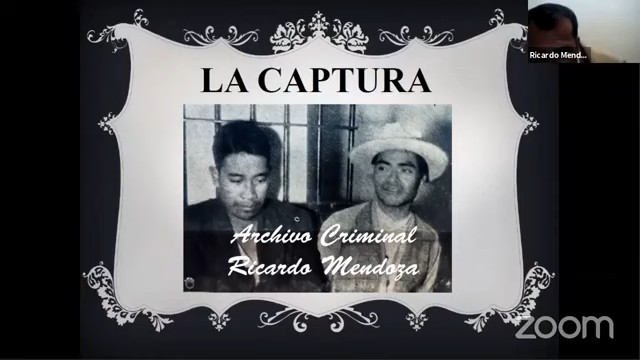 LA CAPTURA
Archivo Criminal
Ricardo Mendoza
Ricardo Mend...
zoom